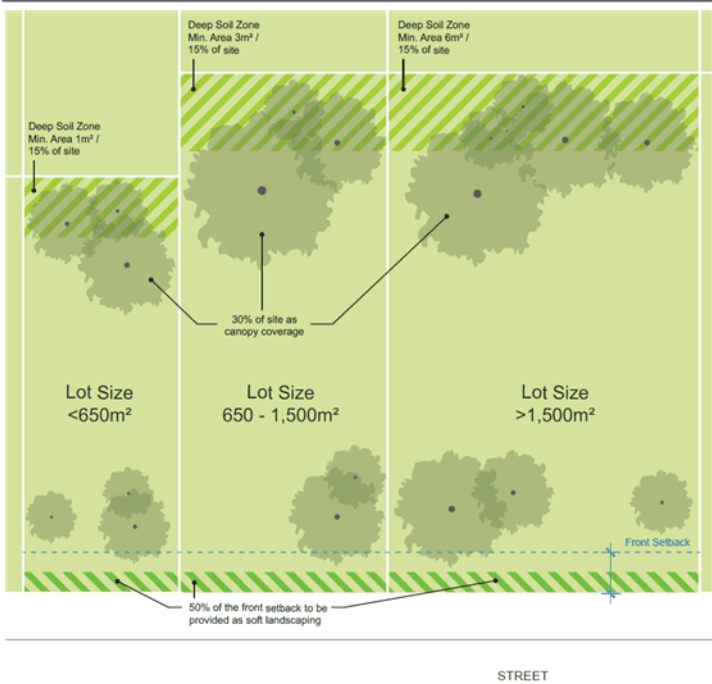 Deep Soil Zone
Min. Area 3m² /
15% of site
Deep Soil Zone
Min. Area 6m² /
15% of site
Deep Soil Zone
Min. Area 1m² /
15% of site
30% of site as
canopy coverage
Lot Size
<650m²
Lot Size
650 - 1,500m²
Lot Size
>1,500m²
Front Setback
50% of the front setback to be
provided as soft landscaping
STREET